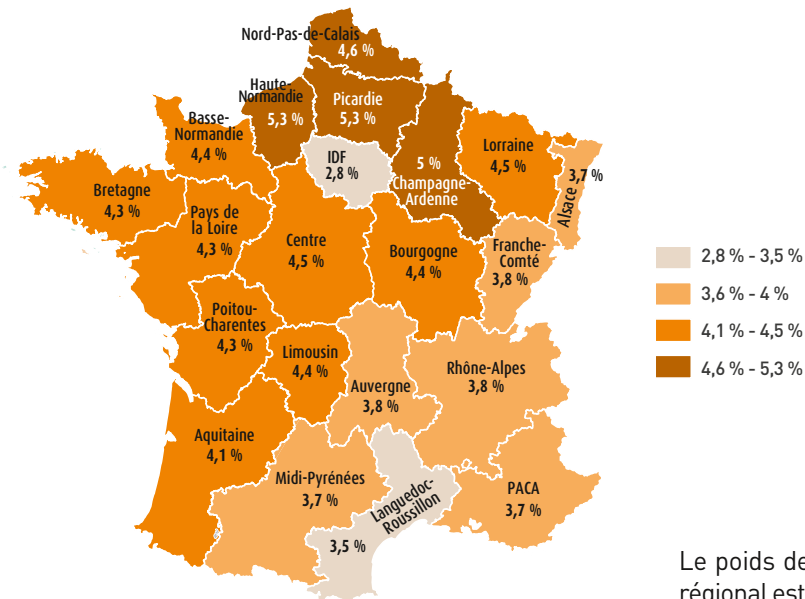 Nord-Pas-de-Calais
4,6 %
Haute-
Normandie
5,3 %
Picardie
5,3 %
Basse-
Normandie
4,4 %
IDF
2,8 %
5 %
Champagne-
Ardenne
Lorraine
4,5 %
3,7 %
Alsace
Bretagne
4,3 %
Pays de
la Loire
4,3 %
Centre
4,5 %
Bourgogne
4,4 %
Franche-
Comté
3,8 %
Poitou-
Charentes
4,3 %
Limousin
4,4 %
Auvergne
3,8 %
Rhône-Alpes
3,8 %
Aquitaine
4,1 %
Midi-Pyrénées
3,7 %
Languedoc-
Roussillon
3,5 %
PACA
3,7 %
2,8 % - 3,5 %
3,6 % - 4 %
4,1 % - 4,5 %
4,6 % - 5,3 %
Le poids de
régional est